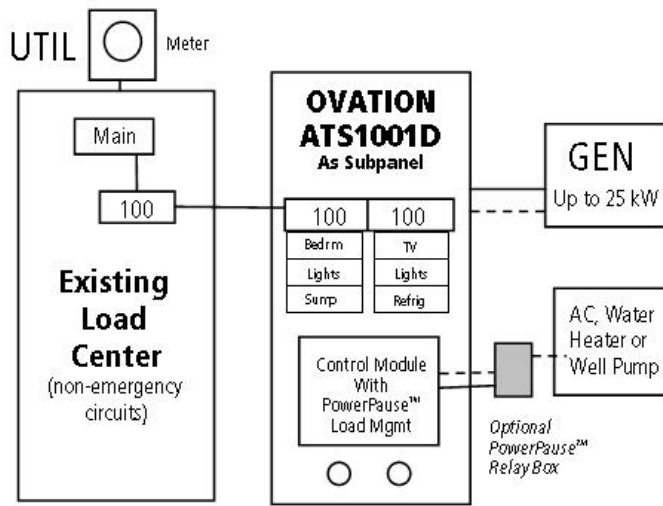 UTIL
Meter
Main
100
Existing
Load
Center
(non-emergency
circuits)
OVATION
ATS1001D
As Subpanel
100 100
Bedrm TV
Lights Lights
Sump Refrig
Control Module
With
PowerPause™
Load Mgmt
GEN
Up to 25 kW
AC, Water
Heater or
Well Pump
Optional
PowerPause™
Relay Box